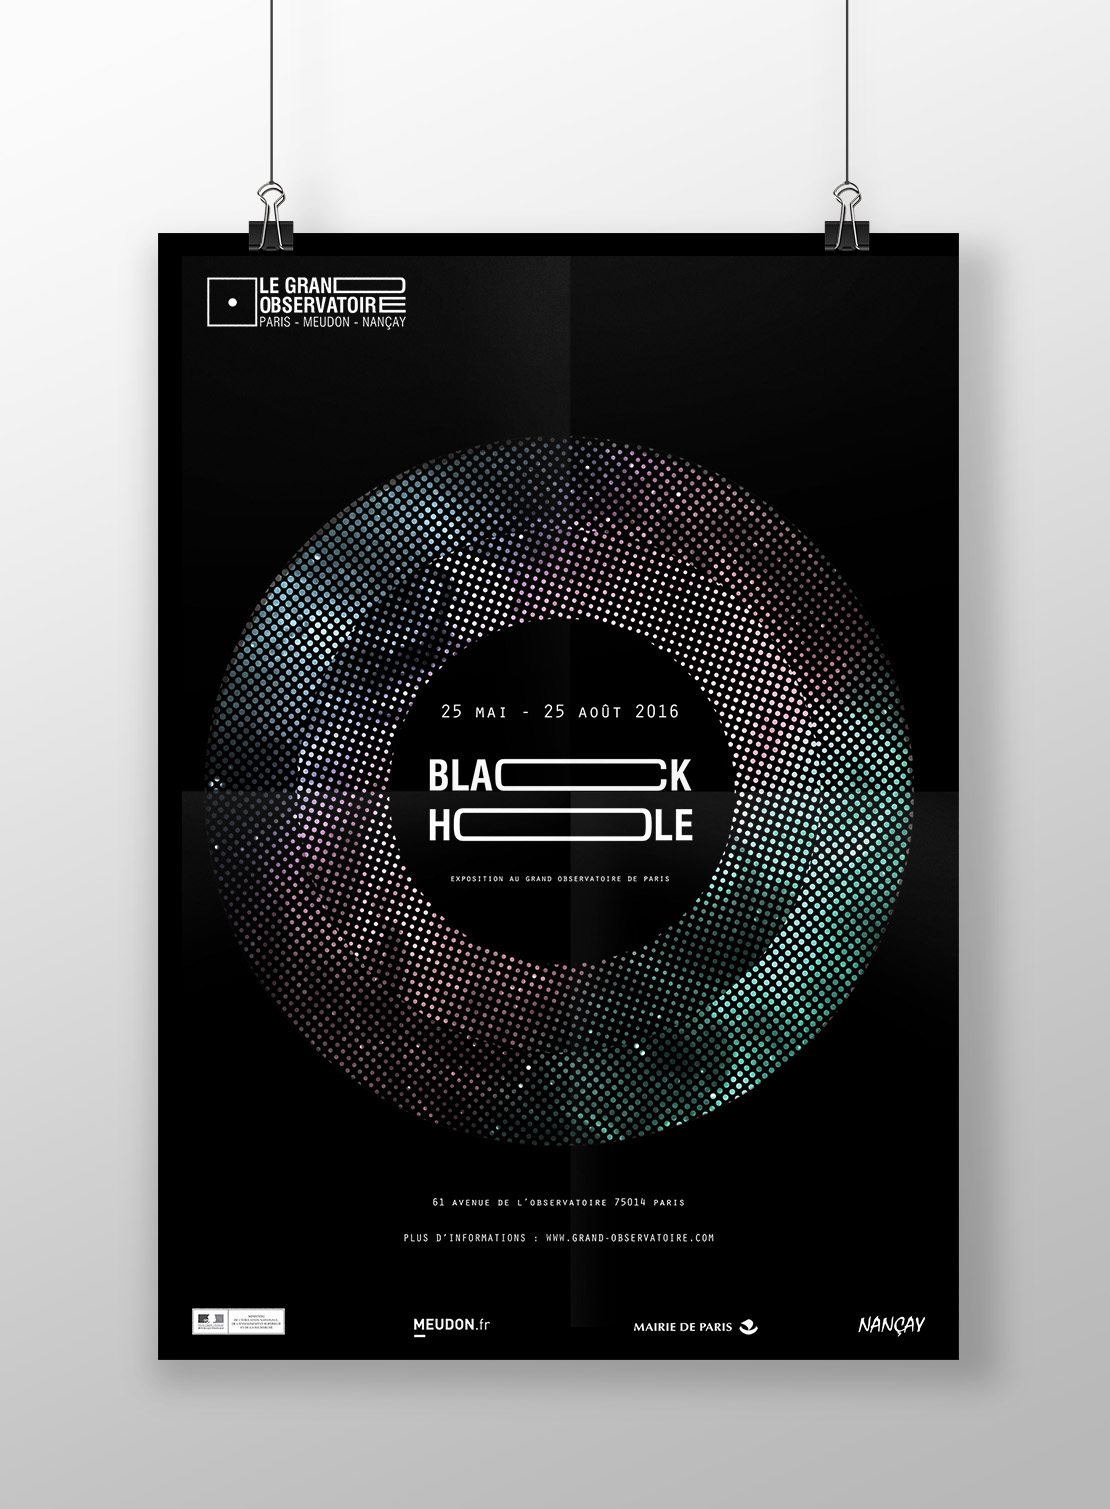 LE GRAND
OBSERVATOIRE
PARIS - MEUDON - NANÇAY
25 MAI - 25 AOÛT 2016
BLACK
HOLE
EXPOSITION AU GRAND OBSERVATOIRE DE PARIS
61 AVENUE DE L'OBSERVATOIRE 75014 PARIS
PLUS D'INFORMATIONS : WWW.GRAND-OBSERVATOIRE.COM
MEUDON.fr
MAIRIE DE PARIS
NANÇAY